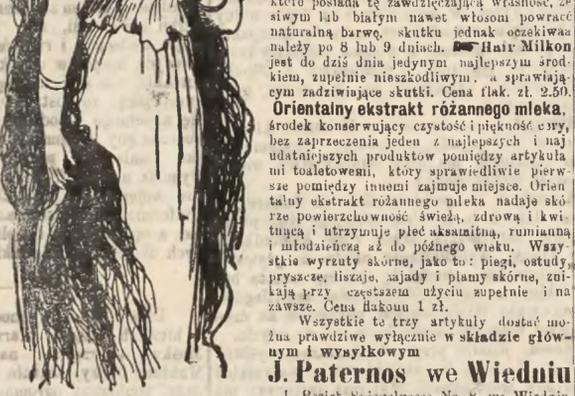 które posiada tę zawdzięczającą własność, że
siwym lub białym nawet włosom powraca
naturalną barwę, skutku jednak oczekiwać
należy po 8 lub 9 dniach. Hair Milkon
jest do dziś dnia jedynym najlepszym środ-
kiem, zupełnie nieszkodliwym, a sprawiają-
cym zadziwiające skutki. Cena flak. zł. 2.50.
Orientalny ekstrakt różannego mleka,
środek konserwujący czystość i piękność cery,
bez zaprzeczenia jeden z najlepszych i naj
udatniejszych produktow pomiędzy artykuła
mi toaletowemi, który sprawiedliwie pierw-
sze pomiędzy innemi zajmuje miejsce. Orien
talny ekstrakt różannego mleka nadaje skó-
rze powierzchowność świeżą, zdrową i kwi-
tnącą i utrzymuje płeć aksamitną, rumianną
i młodzieńczą aż do późnego wieku. Wszy-
stkie wyrzuty skórne, jako to: piegi, ostudy,
pryszcze, liszaje, zajady i plamy skórne, zni-
kają przy częstszem użyciu zupełnie i na
zawsze. Cena flakonu 1 zł.
Wszystkie te trzy artykuły dostać mo-
żna prawdziwe wyłącznie w składzie głów-
nym i wysyłkowym
J. Paternos we Wiedniu